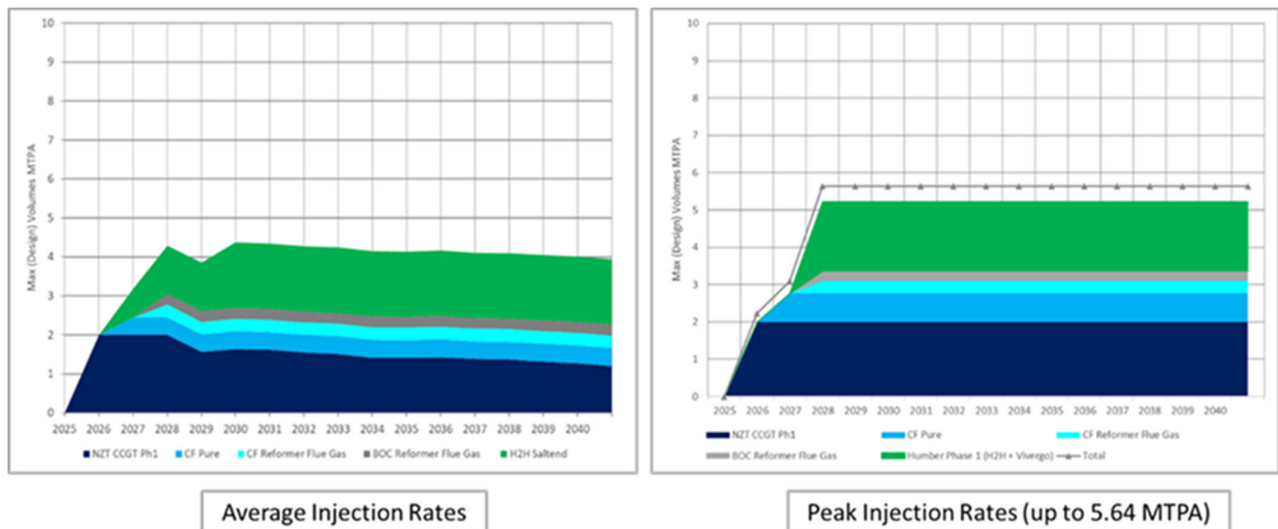 10
9
8
7
6
5
4
3
2
1
0
Max (Design) Volumes MTPA
2025 2026 2027 2028 2029 2030 2031 2032 2033 2034 2035 2036 2037 2038 2039 2040
NZT CCGT Ph1 CF Pure CF Reformer Flue Gas BOC Reformer Flue Gas H2H Saltend
Average Injection Rates
10
9
8
7
6
5
4
3
2
1
0
Max (Design) Volumes MTPA
2025 2026 2027 2028 2029 2030 2031 2032 2033 2034 2035 2036 2037 2038 2039 2040
NZT CCGT Ph1 CF Pure CF Reformer Flue Gas
BOC Reformer Flue Gas Humber Phase 1 (H2H + Vivergo) Total
Peak Injection Rates (up to 5.64 MTPA)